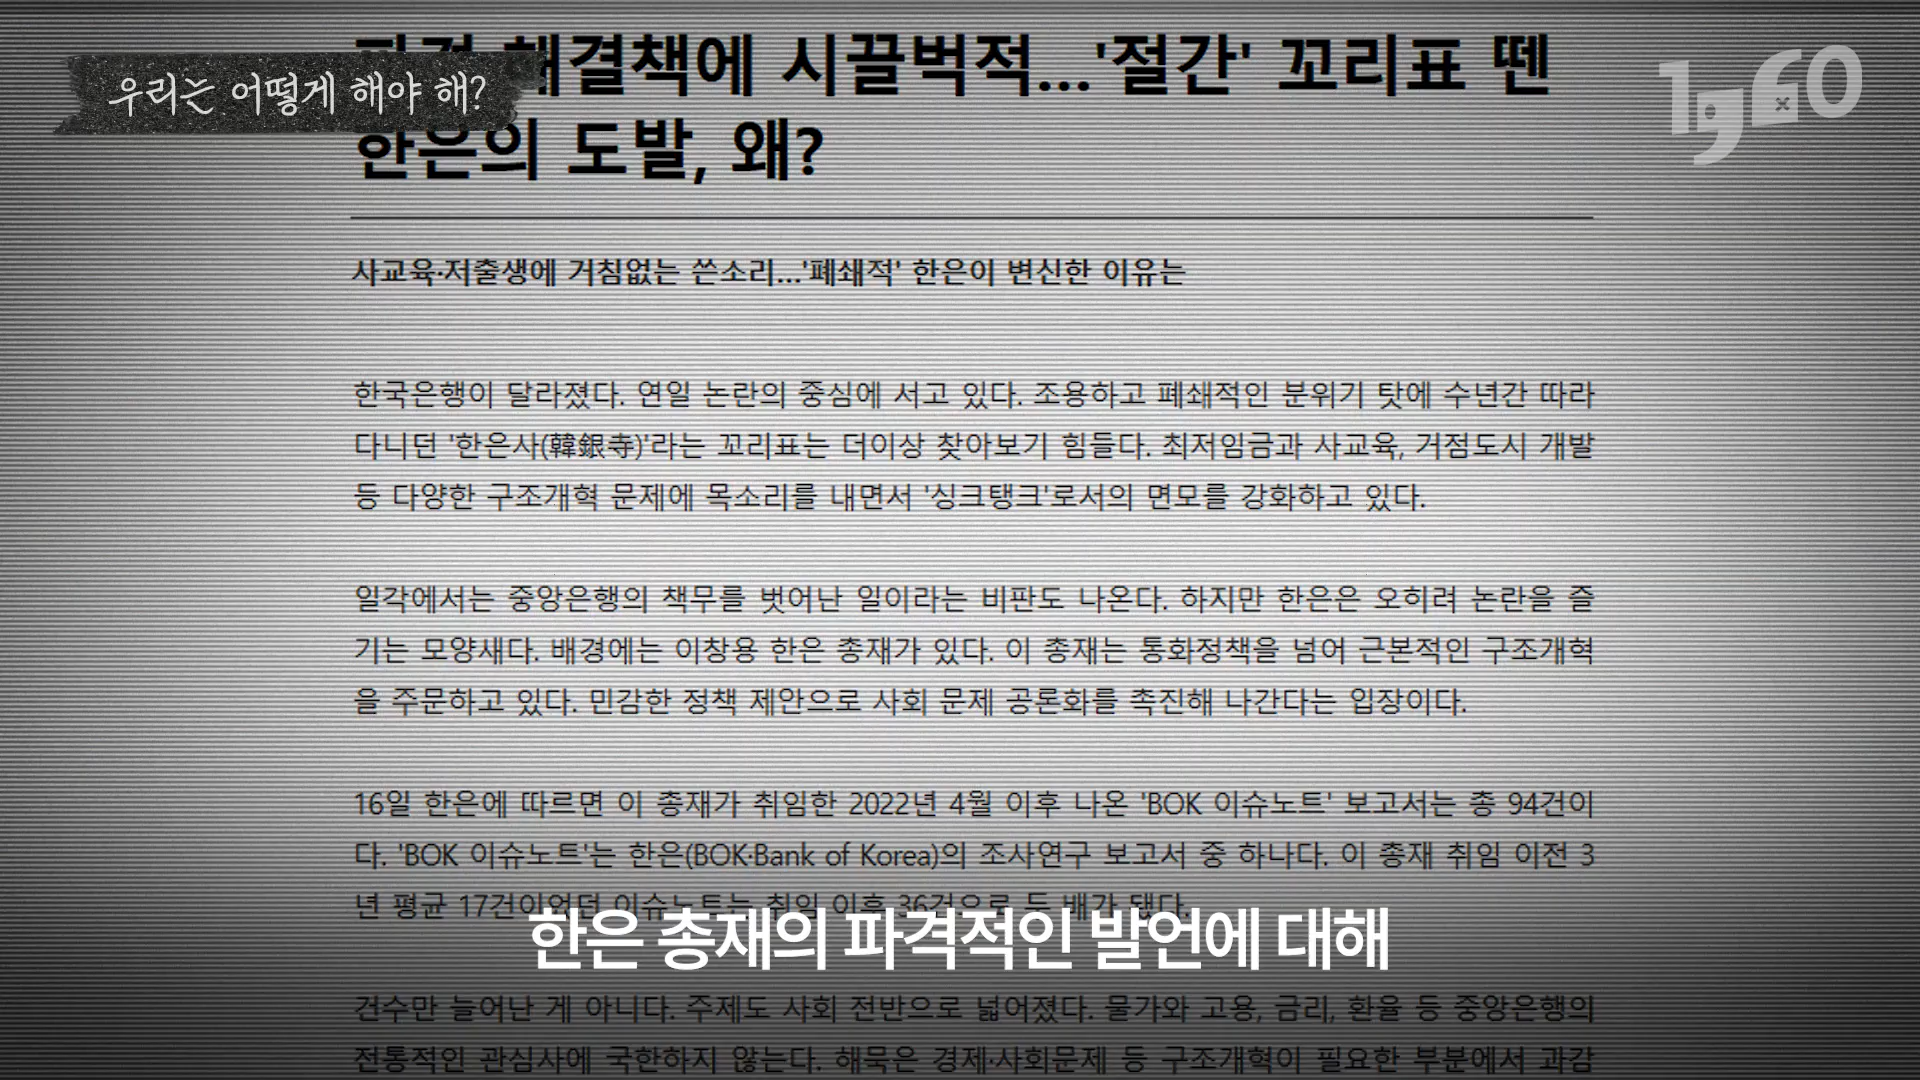 해결책에 시끌벅적...'절간' 꼬리표 뗀
우리는 어떻게 해야 해?
1960
한은의 도발, 왜?
사교육·저출생에 거침없는 쓴소리...'폐쇄적' 한은이 변신한 이유는
한국은행이 달라졌다. 연일 논란의 중심에 서고 있다. 조용하고 폐쇄적인 분위기 탓에 수년간 따라
다니던 '한은사(韓銀寺)'라는 꼬리표는 더이상 찾아보기 힘들다. 최저임금과 사교육, 거점도시 개발
등 다양한 구조개혁 문제에 목소리를 내면서 '싱크탱크'로서의 면모를 강화하고 있다.
일각에서는 중앙은행의 책무를 벗어난 일이라는 비판도 나온다. 하지만 한은은 오히려 논란을 즐
기는 모양새다. 배경에는 이창용 한은 총재가 있다. 이 총재는 통화정책을 넘어 근본적인 구조개혁
을 주문하고 있다. 민감한 정책 제안으로 사회 문제 공론화를 촉진해 나간다는 입장이다.
16일 한은에 따르면 이 총재가 취임한 2022년 4월 이후 나온 'BOK 이슈노트' 보고서는 총 94건이
다. 'BOK 이슈노트'는 한은(BOK·Bank of Korea)의 조사연구 보고서 중 하나다. 이 총재 취임 이전 3
년 평균 17건이었던 이슈노트는 취임 이후 36건으로 두 배가 됐다.
한은 총재의 파격적인 발언에 대해
건수만 늘어난 게 아니다. 주제도 사회 전반으로 넓어졌다. 물가와 고용, 금리, 환율 등 중앙은행의
전통적인 관심사에 국한하지 않는다. 해묵은 경제·사회문제 등 구조개혁이 필요한 부분에서 과감